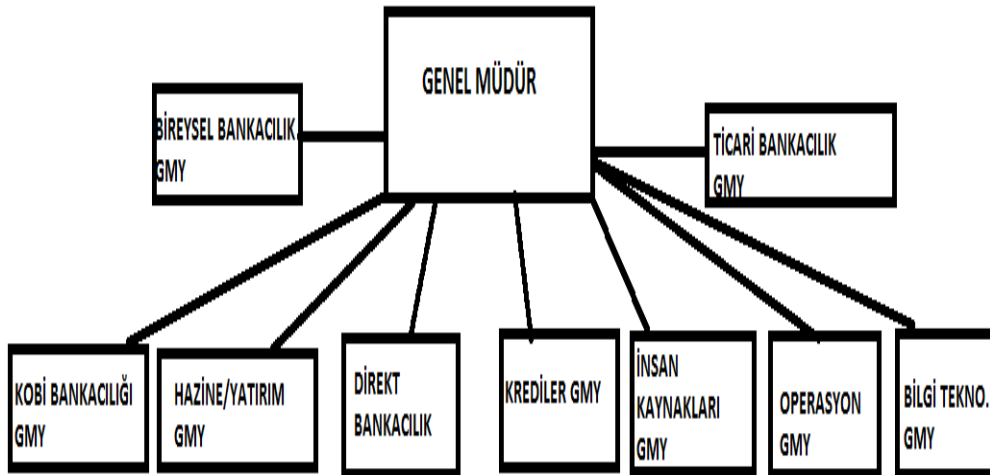 GENEL MÜDÜR
BİREYSEL BANKACILIK
GMY
TİCARİ BANKACILIK
GMY
KOBİ BANKACILIĞI
GMY
HAZİNE/YATIRIM
GMY
DİREKT
BANKACILIK
KREDİLER GMY
İNSAN
KAYNAKLARI
GMY
OPERASYON
GMY
BİLGİ TEKNO.
GMY